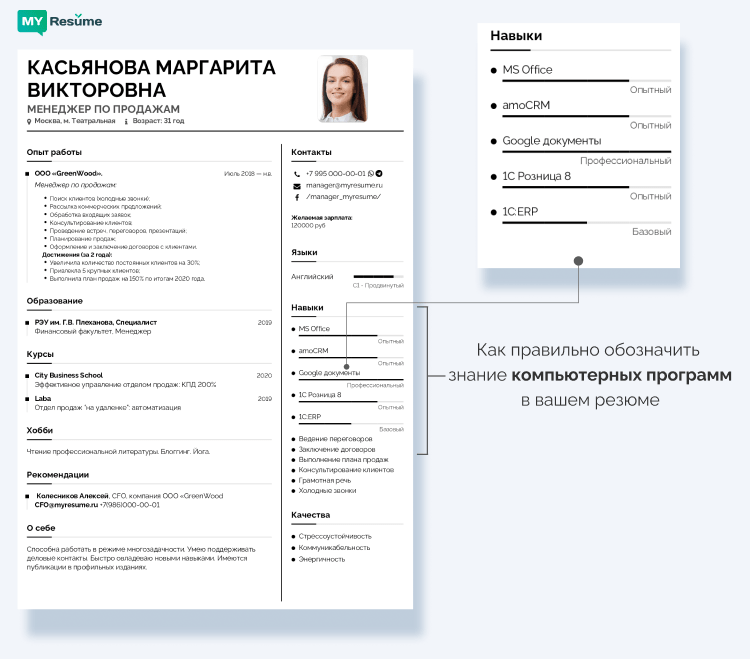 MY Resume
КАСЬЯНОВА МАРГАРИТА
ВИКТОРОВНА
МЕНЕДЖЕР ПО ПРОДАЖАМ
Москва, м. Театральная Возраст: 31 год
Опыт работы
ООО «GreenWood». Июль 2018 — н.в.
Менеджер по продажам:
Поиск клиентов (холодные звонки);
Рассылка коммерческих предложений;
Обработка входящих заявок;
Консультирование клиентов;
Проведение встреч, переговоров, презентаций;
Планирование продаж;
Оформление и заключение договоров с клиентами.
Достижения (за 2 года):
Увеличила количество постоянных клиентов на 30%;
Привлекла 5 крупных клиентов;
Выполнила план продаж на 150% по итогам 2020 года.
Образование
РЭУ им. Г.В. Плеханова, Специалист 2019
Финансовый факультет. Менеджер
Курсы
City Business School 2020
Эффективное управление отделом продаж: КПД 200%
Laba 2019
Отдел продаж "на удаленке": автоматизация
Хобби
Чтение профессиональной литературы. Блоггинг. Йога.
Рекомендации
Колесников Алексей, CFO, компания ООО «GreenWood
CFO@myresume.ru +7(986)000-00-01
О себе
Способна работать в режиме многозадачности. Умею поддерживать
деловые контакты. Быстро овладеваю новыми навыками. Имеются
публикации в профильных изданиях.
Контакты
+7 995 000-00-01
manager@myresume.ru
/manager_myresume/
Желаемая зарплата:
120000 руб
Языки
Английский
C1 - Продвинутый
Навыки
MS Office
Опытный
amoCRM
Опытный
Google документы
Профессиональный
1С Розница 8
Опытный
1С:ERP
Базовый
Ведение переговоров
Заключение договоров
Выполнение плана продаж
Консультирование клиентов
Грамотная речь
Холодные звонки
Качества
Стрессоустойчивость
Коммуникабельность
Энергичность
Навыки
MS Office
Опытный
amoCRM
Опытный
Google документы
Профессиональный
1С Розница 8
Опытный
1С:ERP
Базовый
Как правильно обозначить
знание компьютерных программ
в вашем резюме